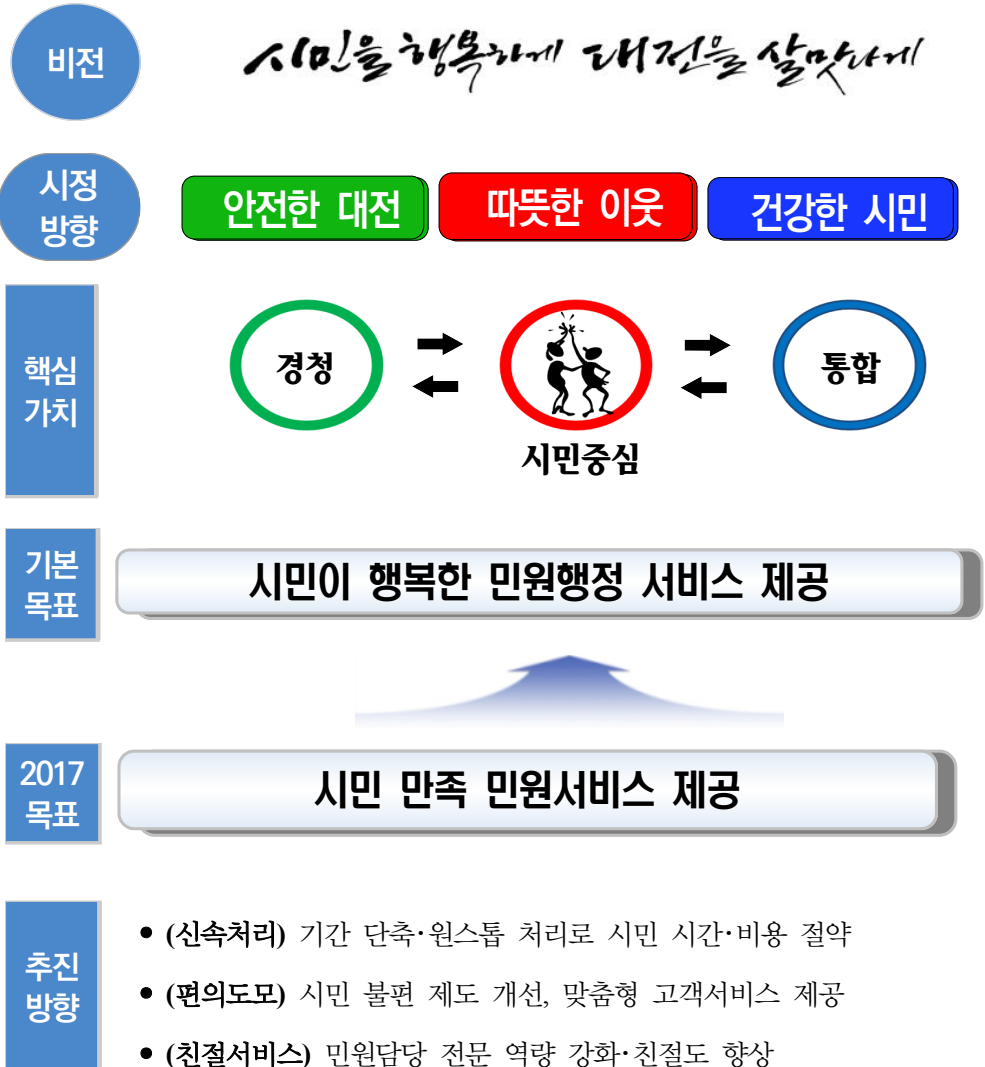 비전
시민을 행복하게 대전을 살맛나게
시정
방향
안전한 대전 따뜻한 이웃 건강한 시민
핵심
가치
경청 통합
시민중심
기본
목표
시민이 행복한 민원행정 서비스 제공
2017
목표
시민 만족 민원서비스 제공
추진
방향
• (신속처리) 기간 단축·원스톱 처리로 시민 시간·비용 절약
• (편의도모) 시민 불편 제도 개선, 맞춤형 고객서비스 제공
• (친절서비스) 민원담당 전문 역량 강화·친절도 향상